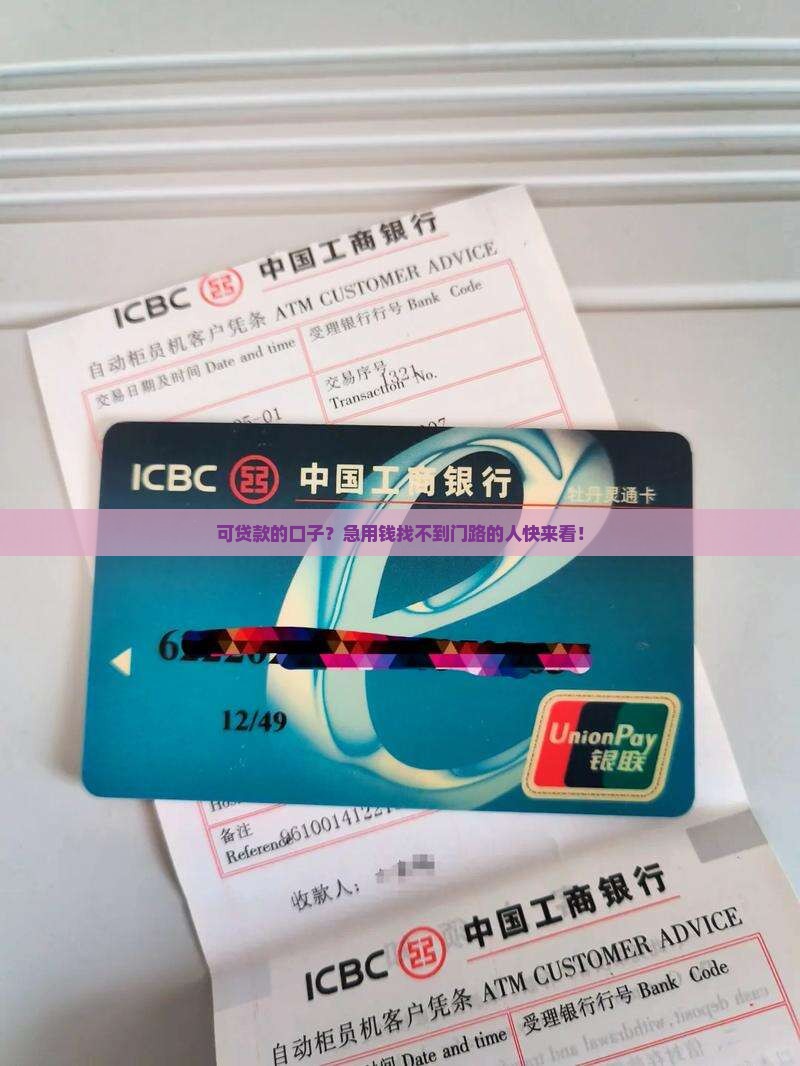 ICBC 中国工商银行
自动柜员机客户凭条 ATM CUSTOMER ADVICE
交易日期及时间 Date and time
受理银行行号 Bank Code
交易序号
Transaction No.
1321
05-01
ICBC 中国工商银行
牡丹灵通卡
可贷款的口子？急用钱找不到门路的人快来看！
12/49
UnionPay
银联
备注
Reference
收款人：
ICBC 中国工商银行
自动柜员机客户凭条 ATM CUSTOMER ADVICE
Date and time
受理银行行号 Bank Code